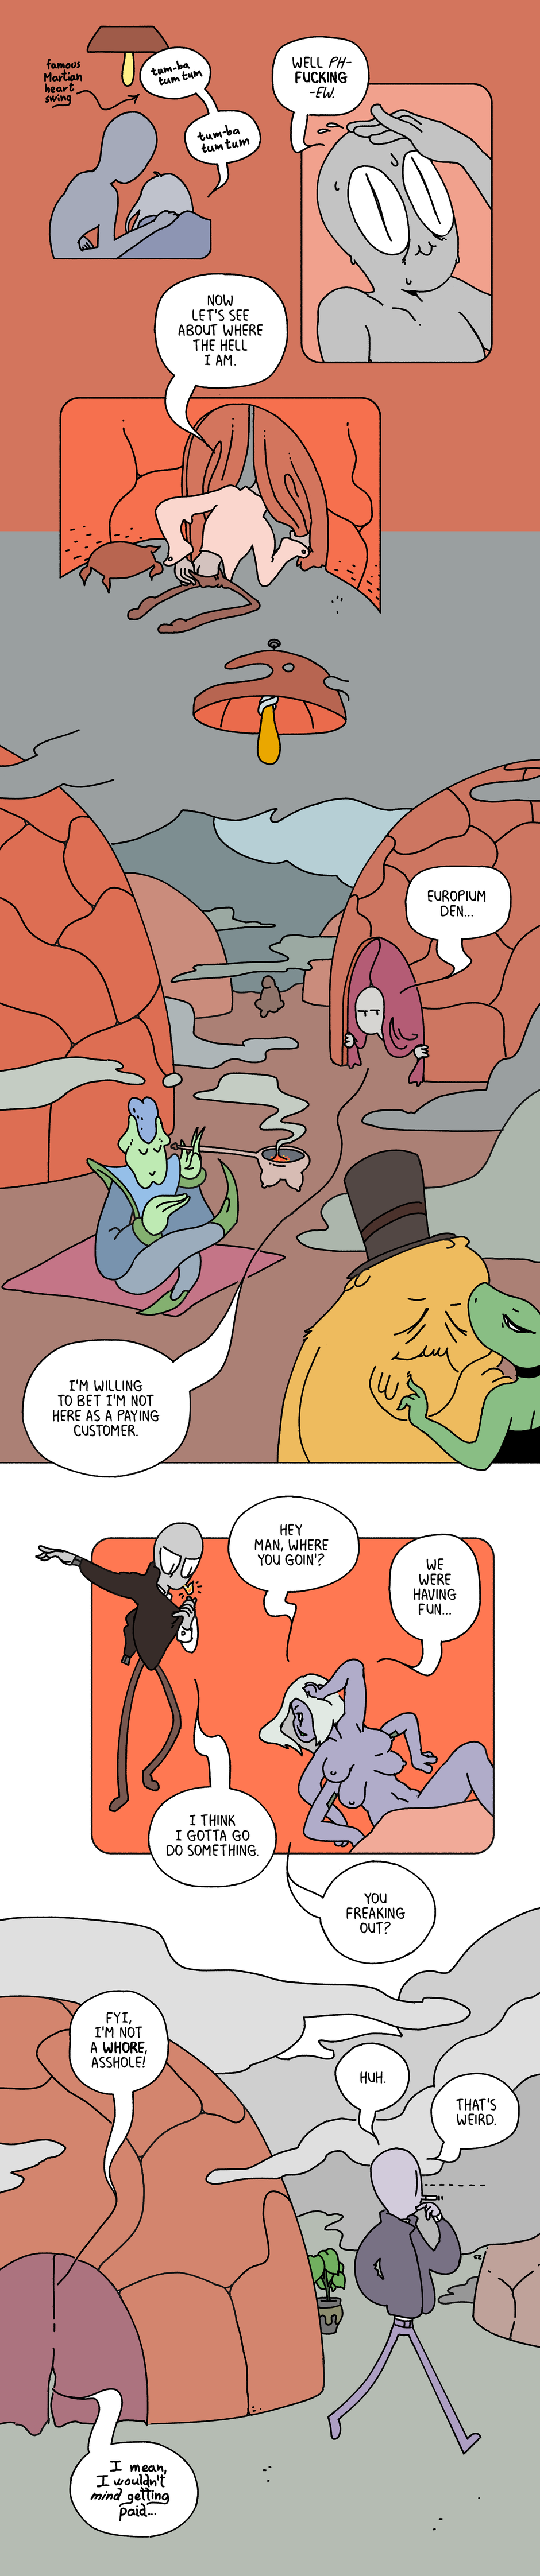 famous
Martian
heart
swing
tum-ba
tum tum
tum-ba
tum tum
WELL PH-
FUCKING
-EW.
NOW
LET'S SEE
ABOUT WHERE
THE HELL
I AM.
EUROPIUM
DEN...
I'M WILLING
TO BET I'M NOT
HERE AS A PAYING
CUSTOMER.
HEY
MAN, WHERE
YOU GOIN'?
WE
WERE
HAVING
FUN...
I THINK
I GOTTA GO
DO SOMETHING.
YOU
FREAKING
OUT?
FYI,
I'M NOT
A WHORE,
ASSHOLE!
HUH.
THAT'S
WEIRD.
I mean,
I wouldn't
mind getting
paid...